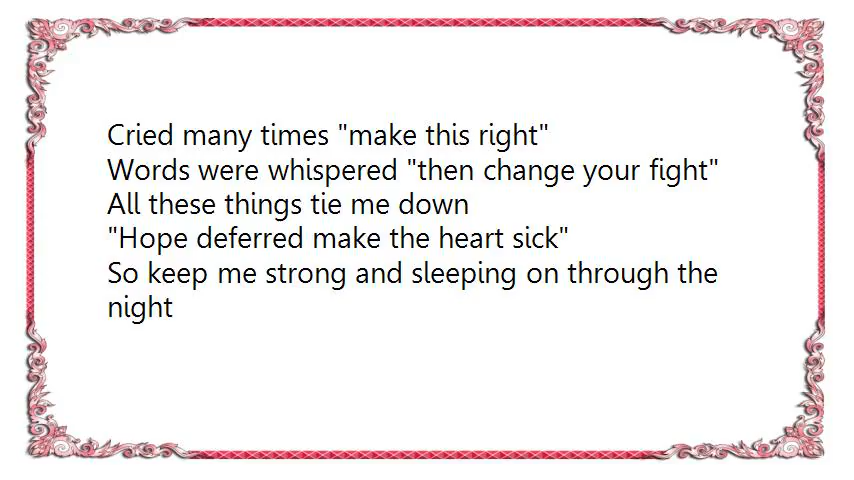 Cried many times "make this right"
Words were whispered "then change your fight"
All these things tie me down
"Hope deferred make the heart sick"
So keep me strong and sleeping on through the
night